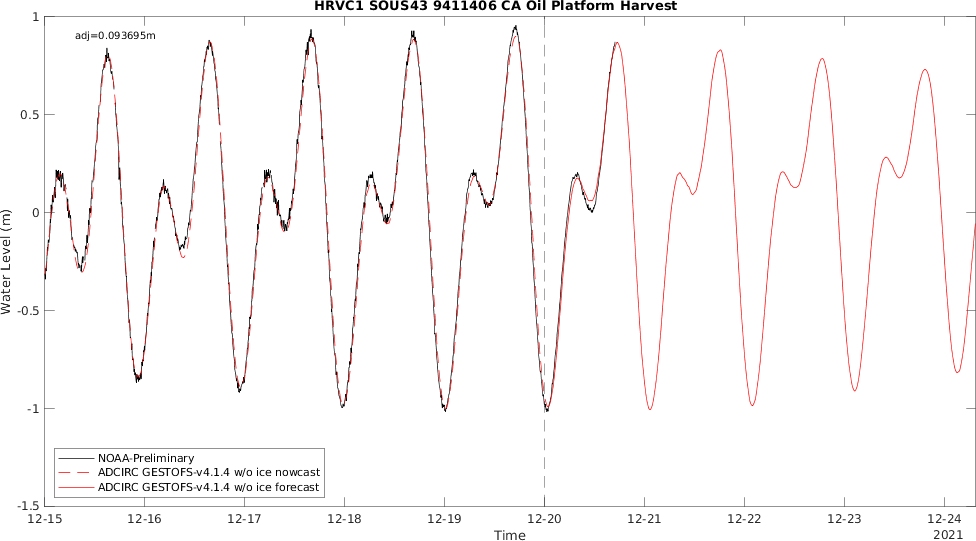 HRVC1 SOUS43 9411406 CA Oil Platform Harvest
adj=0.093695m
1
0.5
0
-0.5
-1
-1.5
Water Level (m)
NOAA-Preliminary
ADCIRC GESTOFS-v4.1.4 w/o ice nowcast
ADCIRC GESTOFS-v4.1.4 w/o ice forecast
12-15 12-16 12-17 12-18 12-19 12-20 12-21 12-22 12-23 12-24
Time
2021